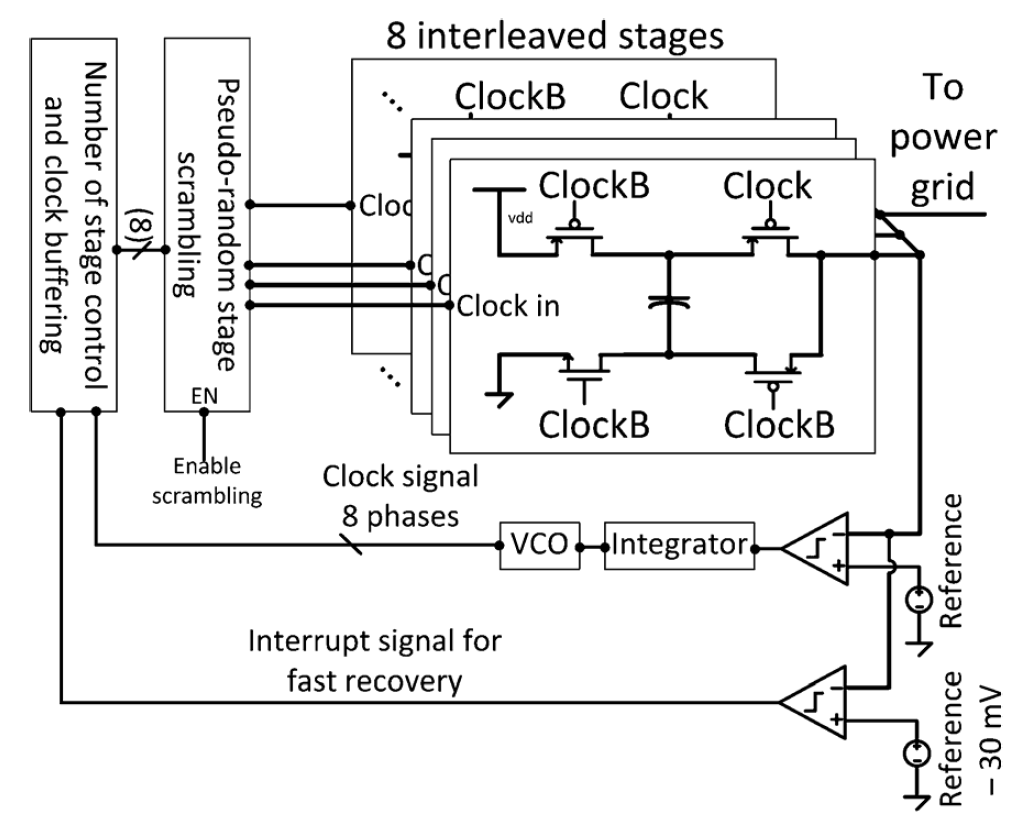 8 interleaved stages
Number of stage control
and clock buffering
(8)
Pseudo-random stage
scrambling
EN
Enable
scrambling
ClockB Clock
Cloc
C
C
Clock in
ClockB Clock
vdd
ClockB ClockB
To
power
grid
Clock signal
8 phases
VCO
Integrator
−
+
Reference
Interrupt signal for
fast recovery
−
+
Reference
– 30 mV